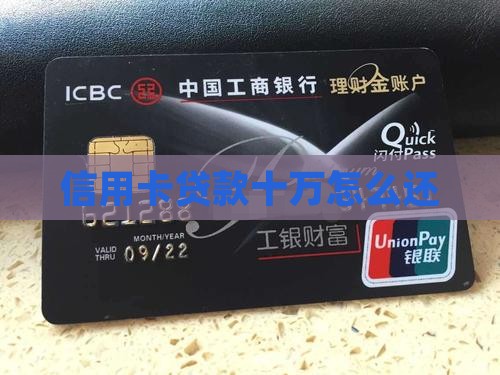 ICBC 中国工商银行 理财金账户
Quick
闪付Pass
信用卡贷款十万怎么还
621288
MONTH/YEAR
VALID
THRU 09/22
工银财富
UnionPay
银联